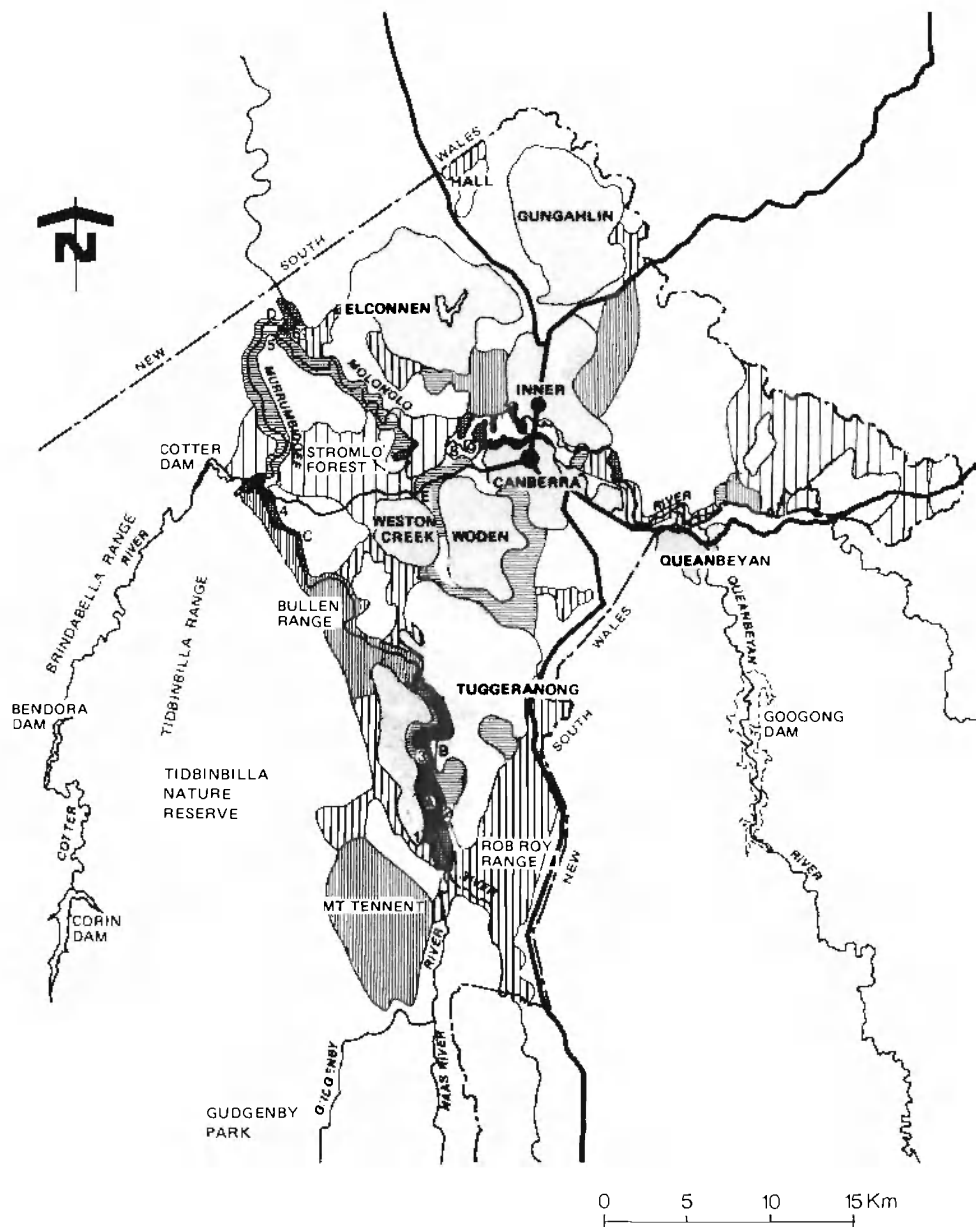 WALES
HALL
GUNGAHLIN
N
SOUTH
ELCONNEN
NEW
MOLONGLO
MURRUMBIDGEE
5
INNER
STROMLO
FOREST
COTTER
DAM
E
CANBERRA
4
C
WESTON
CREEK
WODEN
RIVER
QUEANBEYAN
BRINDABELLA RANGE
RIVER
TIDBINBILLA RANGE
BULLEN
RANGE
WALES
QUEANBEYAN
TUGGERANONG
SOUTH
BENDORA
DAM
GOOGONG
DAM
B
TIDBINBILLA
NATURE
RESERVE
COTTER
ROB ROY
RANGE
NEW
RIVER
RIVER
MT TENNENT
CORIN
DAM
RIVER
GUDGENBY
NAAS RIVER
GUDGENBY
PARK
0 5 10 15 Km